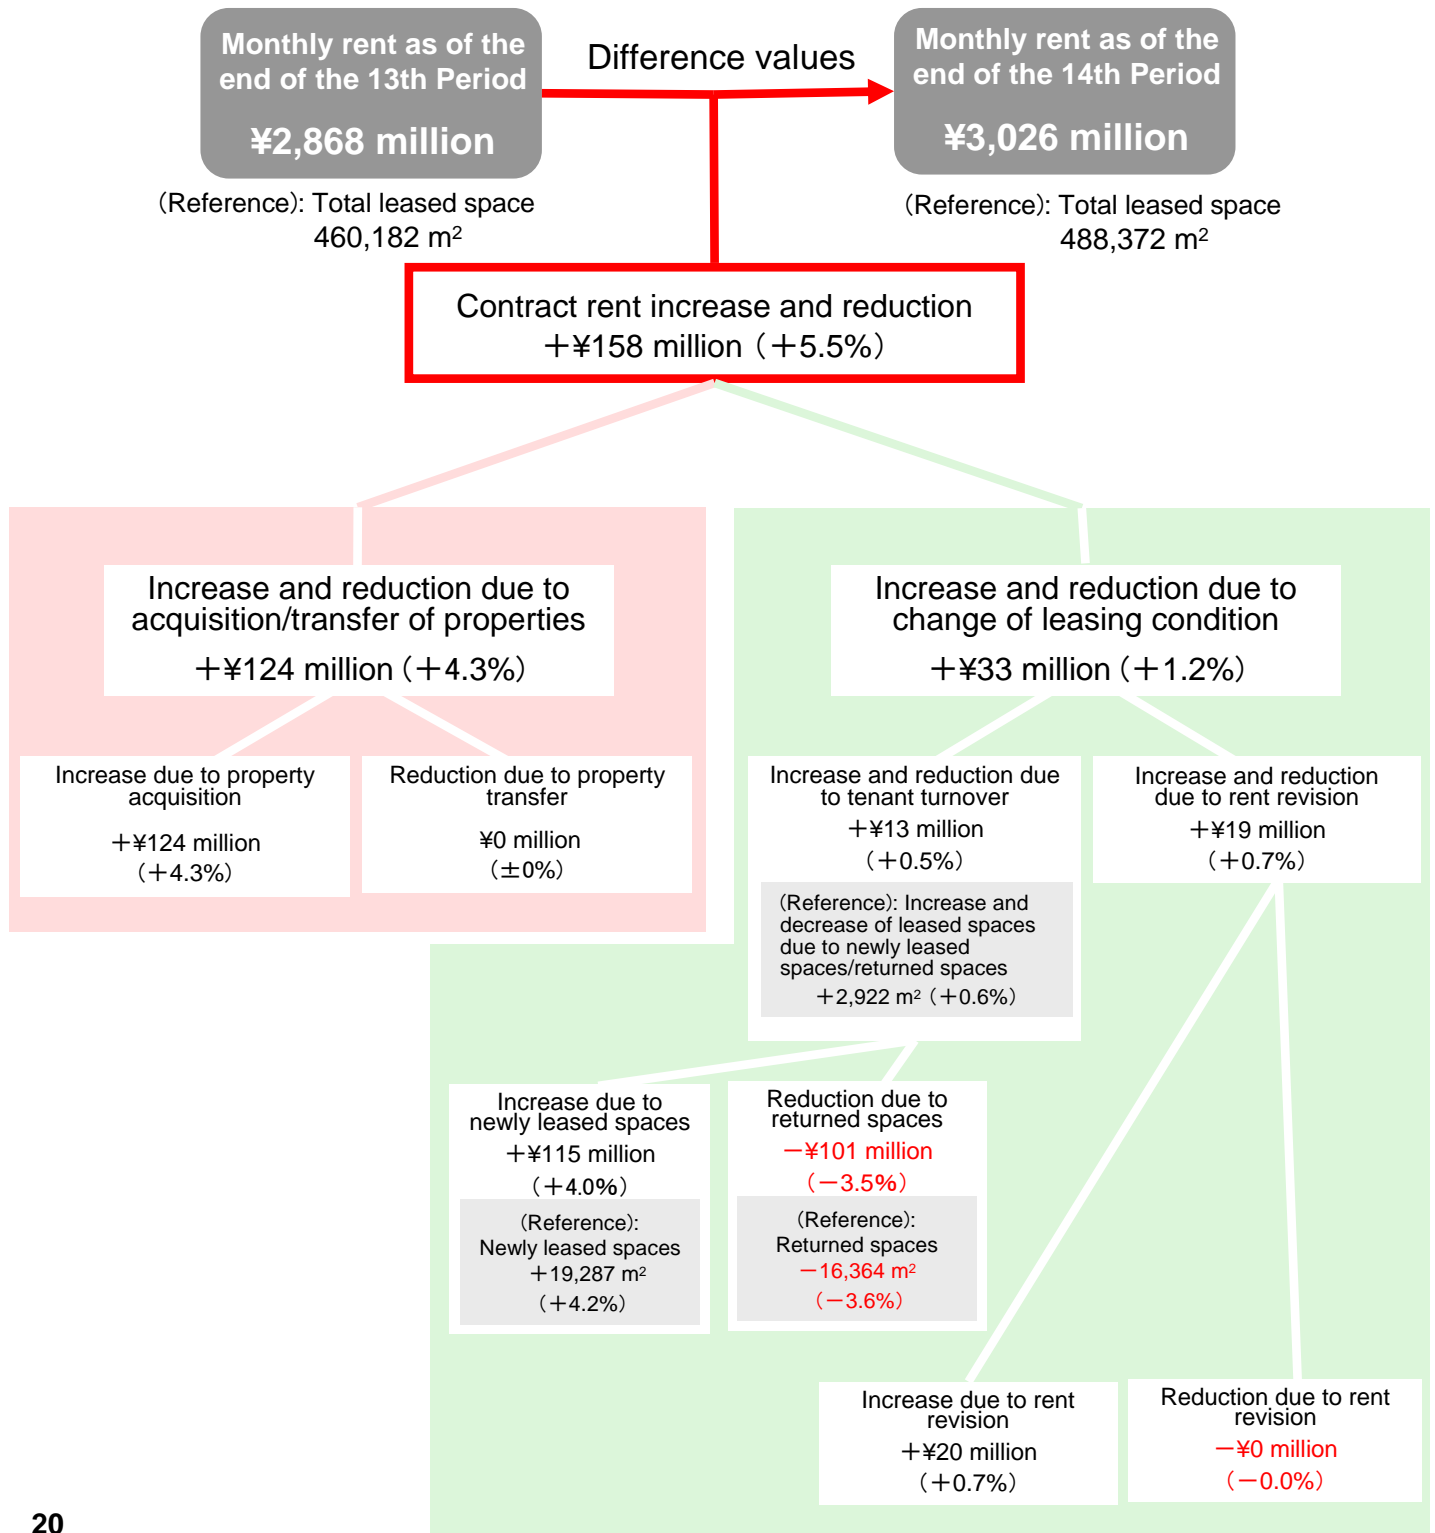 Monthly rent as of the
end of the 13th Period
¥2,868 million
Difference values
Monthly rent as of the
end of the 14th Period
¥3,026 million
（Reference）: Total leased space
460,182 m²
（Reference）: Total leased space
488,372 m²
Contract rent increase and reduction
＋¥158 million（＋5.5%）
Increase and reduction due to
acquisition/transfer of properties
＋¥124 million（＋4.3%）
Increase and reduction due to
change of leasing condition
＋¥33 million（＋1.2%）
Increase due to property
acquisition
＋¥124 million
（＋4.3%）
Reduction due to property
transfer
¥0 million
（±0%）
Increase and reduction due
to tenant turnover
＋¥13 million
（＋0.5%）
（Reference）: Increase and
decrease of leased spaces
due to newly leased
spaces/returned spaces
＋2,922 m²（＋0.6%）
Increase and reduction
due to rent revision
＋¥19 million
（＋0.7%）
Increase due to
newly leased spaces
＋¥115 million
（＋4.0%）
（Reference）:
Newly leased spaces
＋19,287 m²
（＋4.2%）
Reduction due to
returned spaces
－¥101 million
（－3.5%）
（Reference）:
Returned spaces
－16,364 m²
（－3.6%）
Increase due to rent
revision
＋¥20 million
（＋0.7%）
Reduction due to rent
revision
－¥0 million
（－0.0%）
20